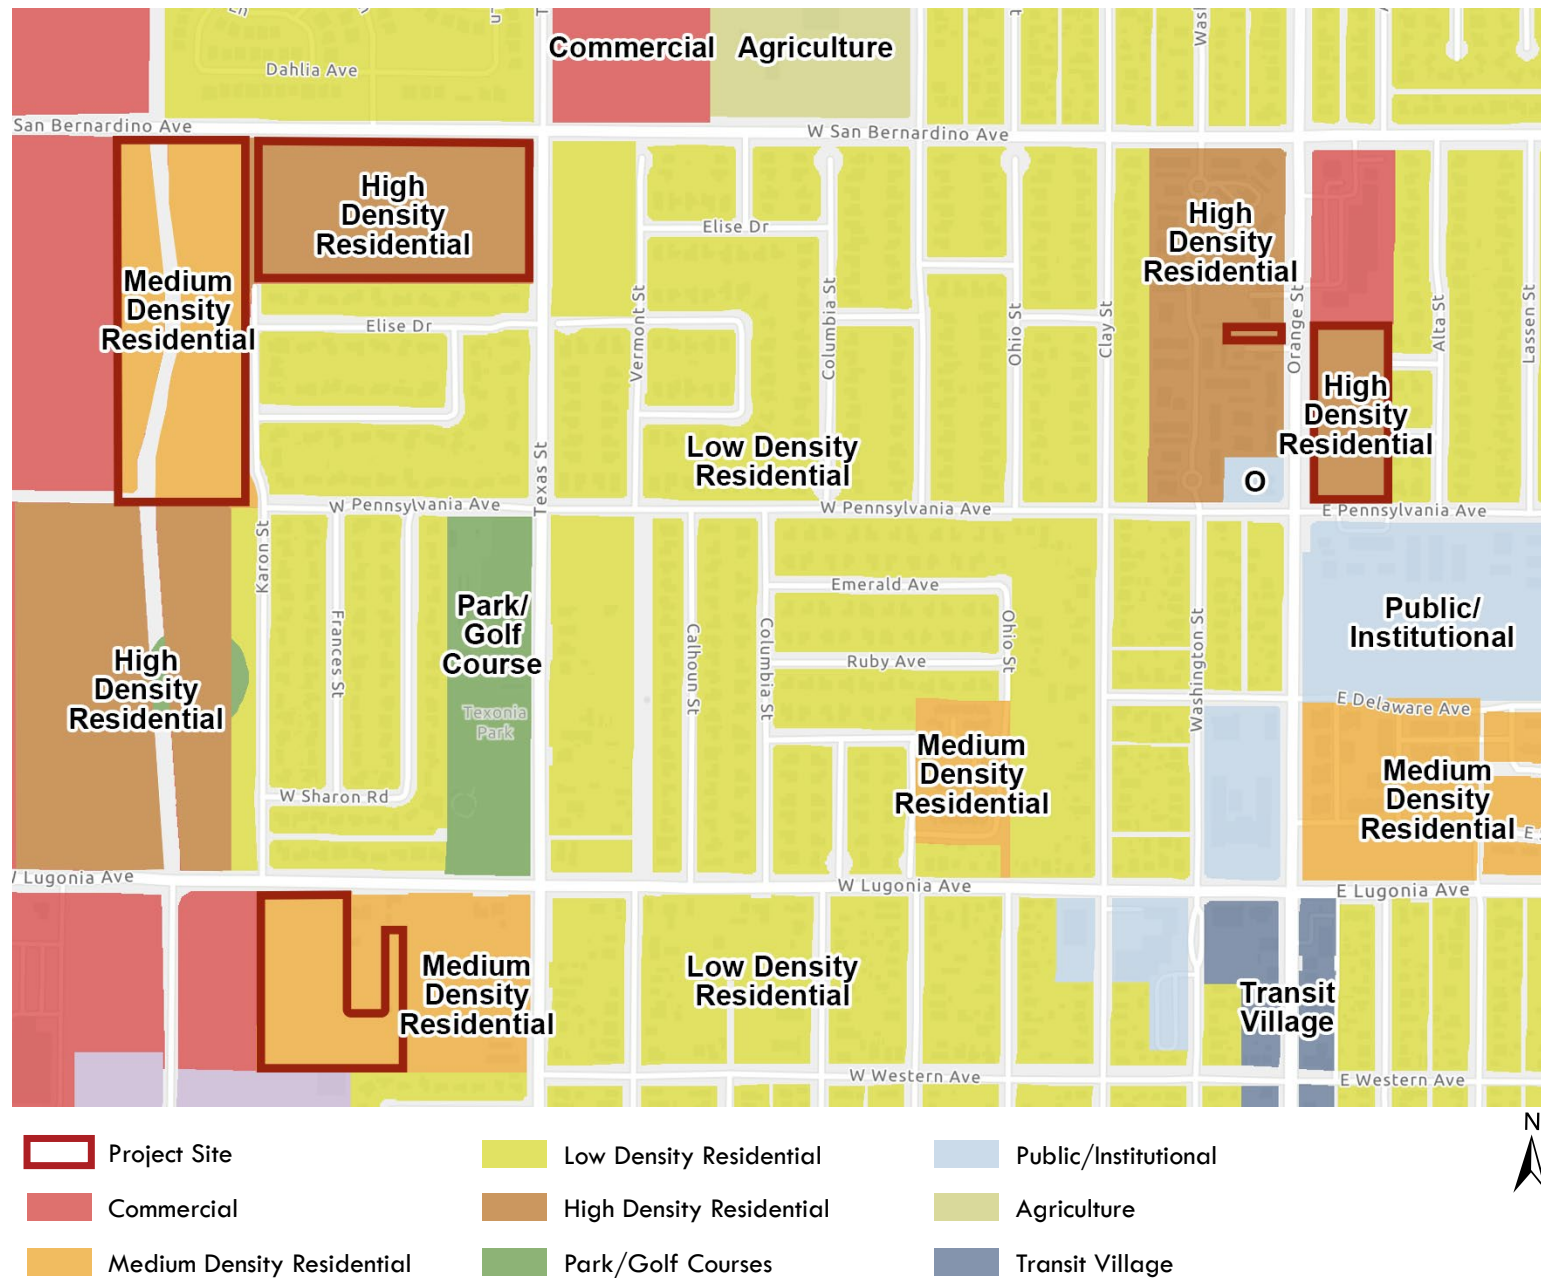 Commercial
Agriculture
Dahlia Ave
San Bernardino Ave
W San Bernardino Ave
High
Density
Residential
High
Density
Residential
Elise Dr
Medium
Density
Residential
Elise Dr
Vermont St
Columbia St
Ohio St
Clay St
Orange St
Alta St
Lassen St
High
Density
Residential
Low Density
Residential
Texas St
O
W Pennsylvania Ave
W Pennsylvania Ave
E Pennsylvania Ave
Karon St
Frances St
Park/
Golf
Course
Emerald Ave
Public/
Institutional
Calhoun St
Columbia St
Ohio St
Washington St
Ruby Ave
High
Density
Residential
Texonia
Park
E Delaware Ave
Medium
Density
Residential
Medium
Density
Residential
E
W Sharon Rd
Lugonia Ave
W Lugonia Ave
E Lugonia Ave
Medium
Density
Residential
Low Density
Residential
Transit
Village
W Western Ave
E Western Ave
N
Project Site
Low Density Residential
Public/Institutional
Commercial
High Density Residential
Agriculture
Medium Density Residential
Park/Golf Courses
Transit Village